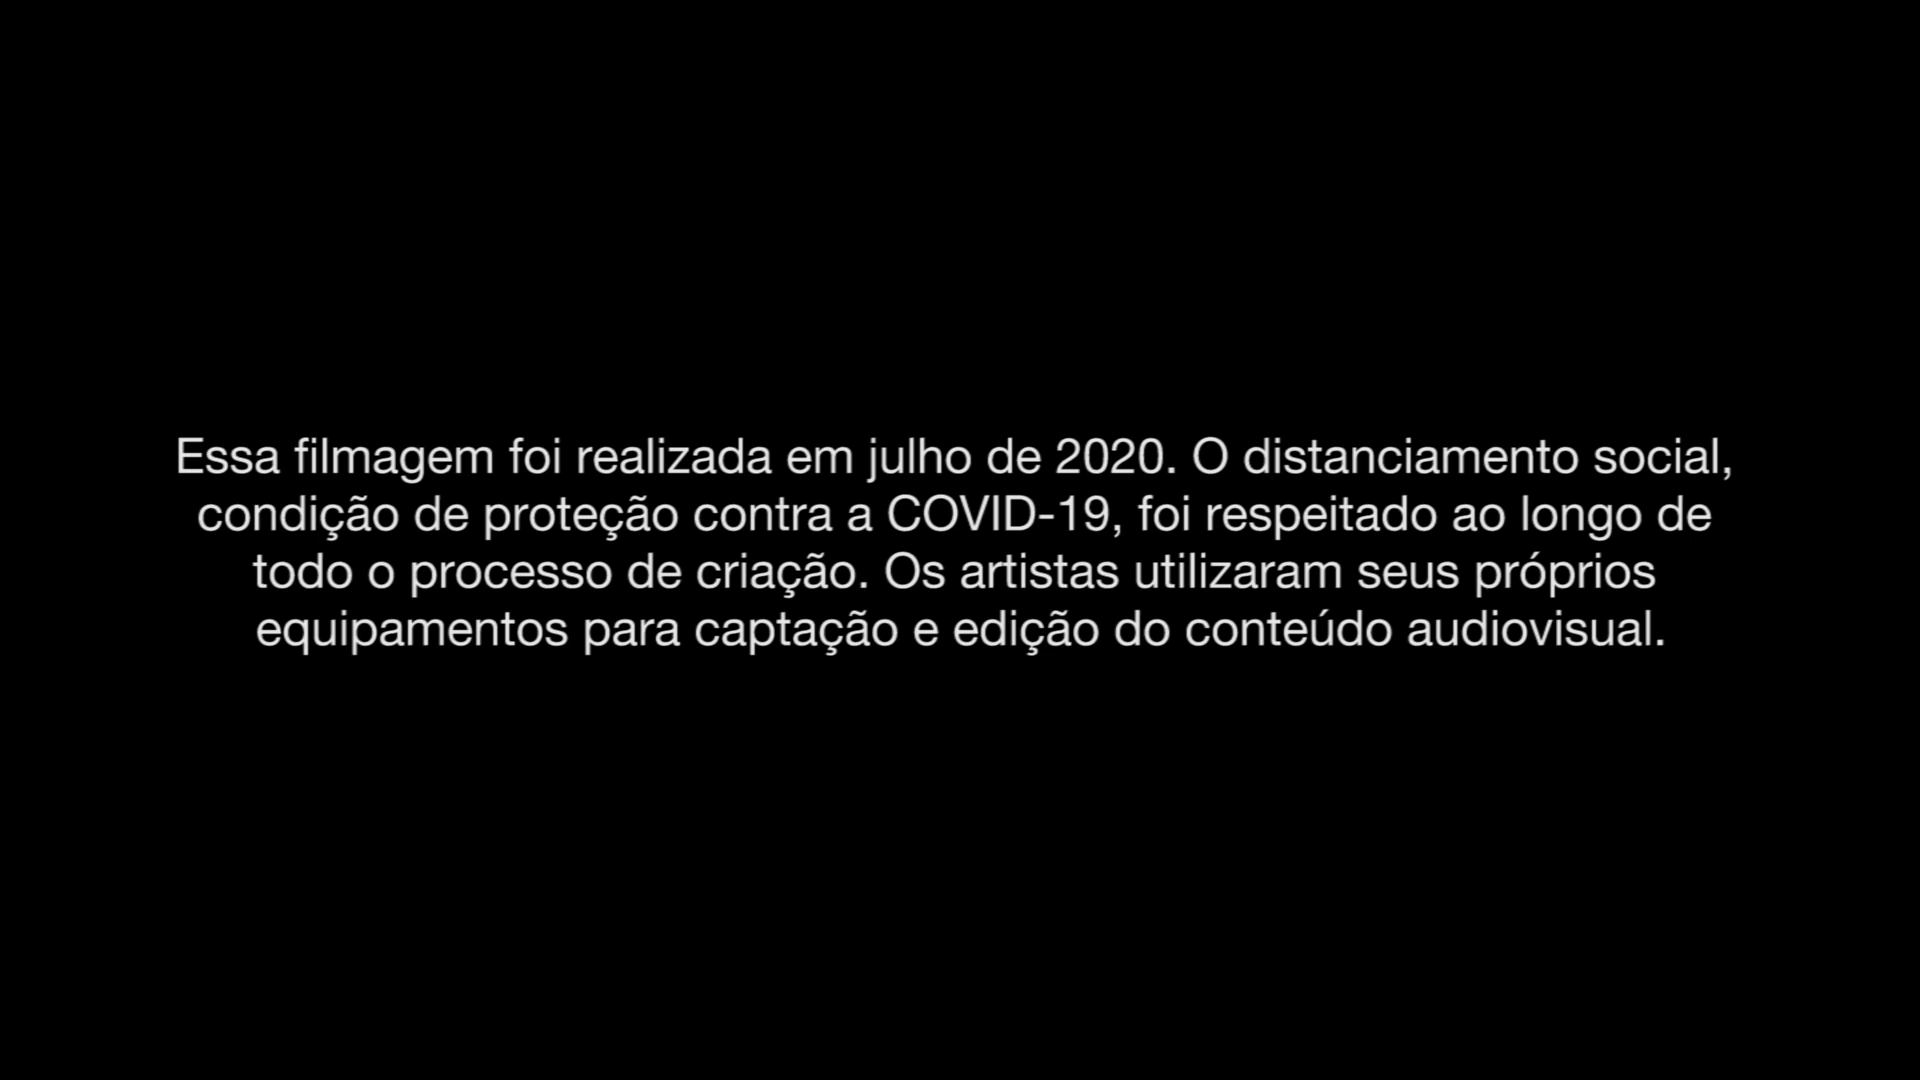 Essa filmagem foi realizada em julho de 2020. O distanciamento social,
condição de proteção contra a COVID-19, foi respeitado ao longo de
todo o processo de criação. Os artistas utilizaram seus próprios
equipamentos para captação e edição do conteúdo audiovisual.